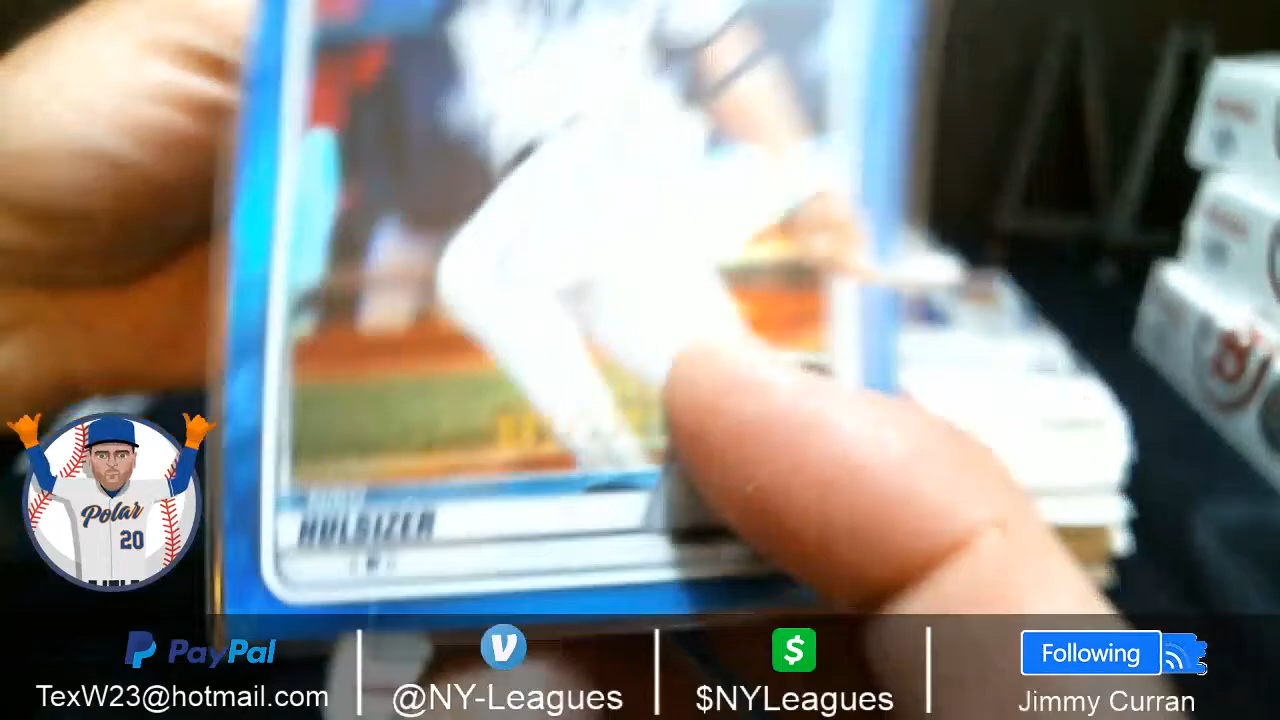 HULSIZER
Polar
20
PayPal
TexW23@hotmail.com
V
@NY-Leagues
$
$NYLeagues
Following
Jimmy Curran